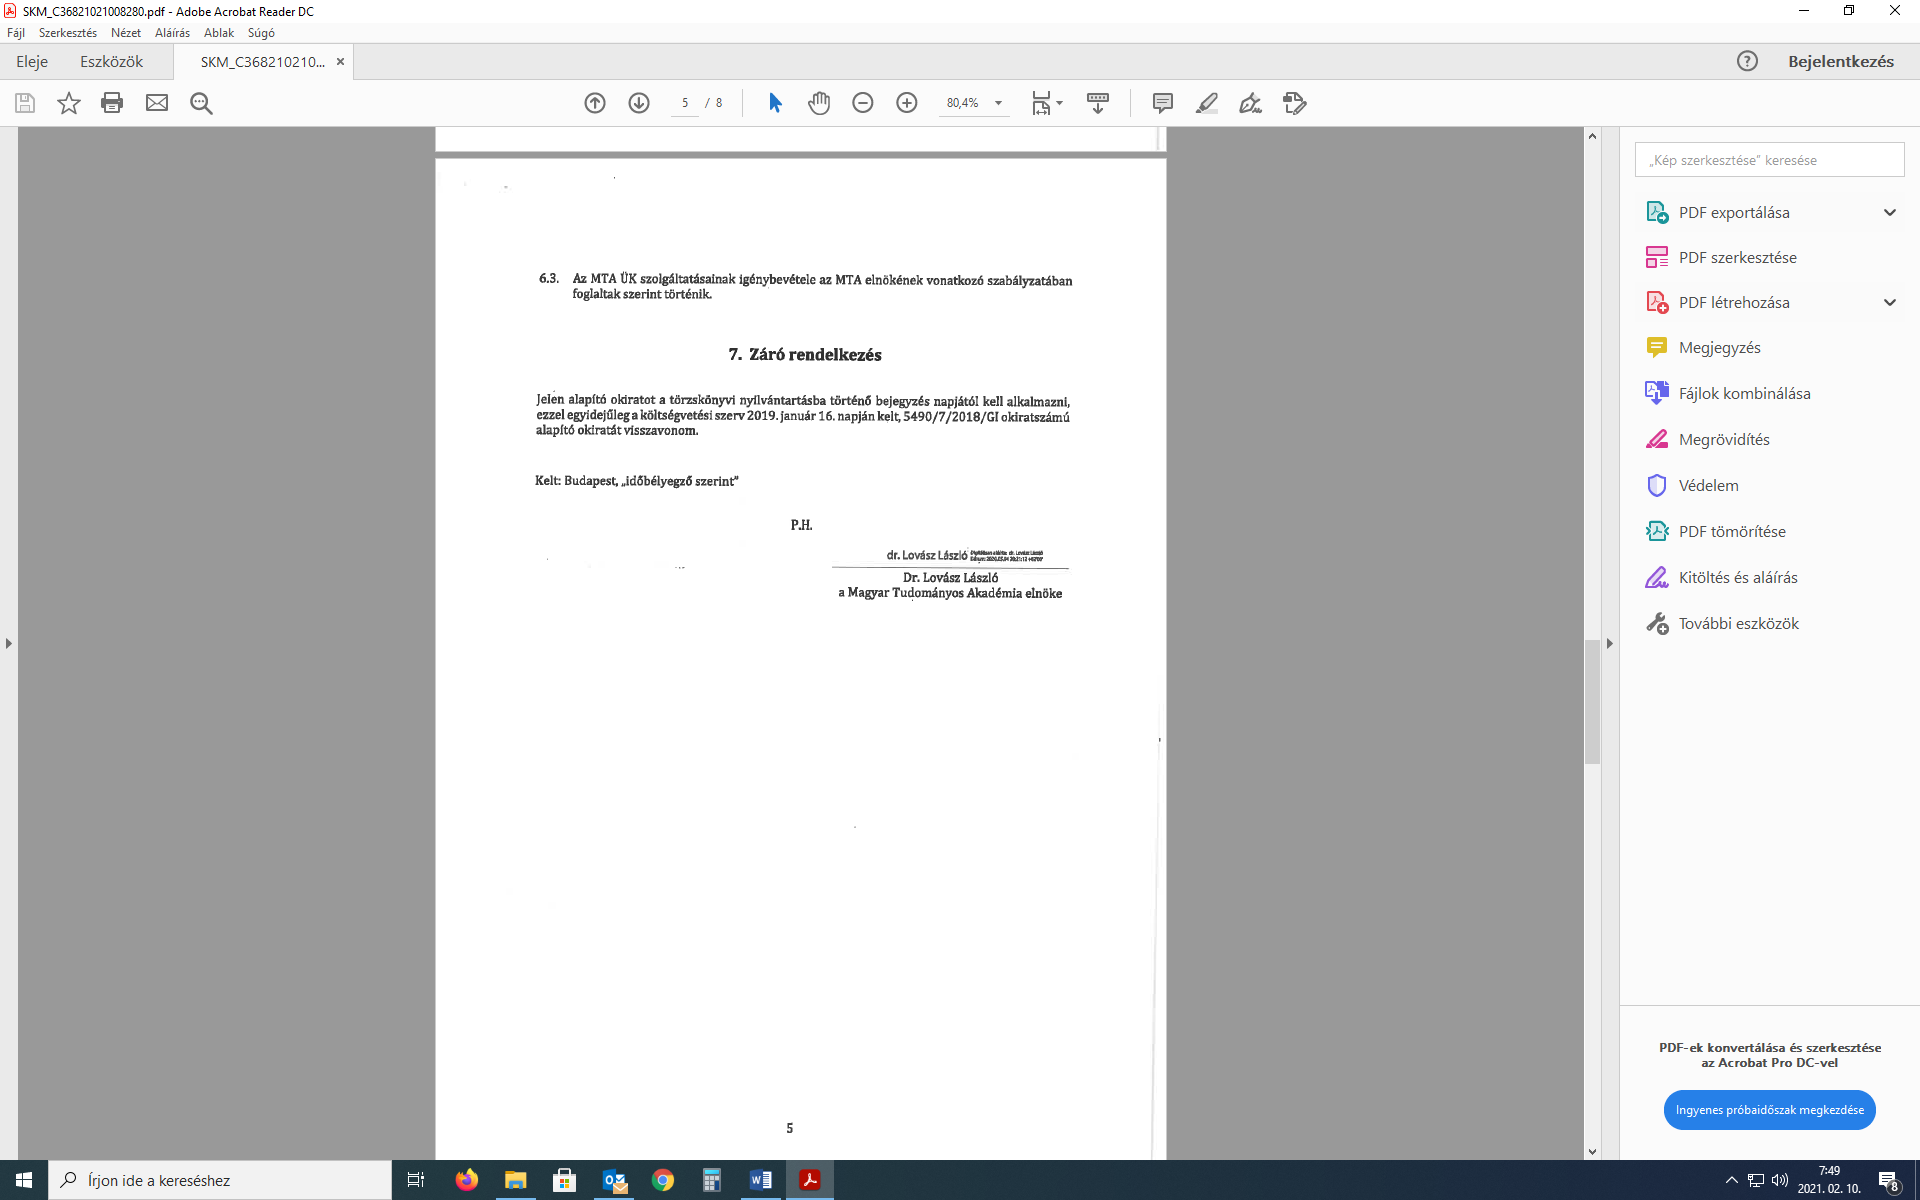 SKM_C36821021008280.pdf - Adobe Acrobat Reader DC
Fájl Szerkesztés Nézet Aláírás Ablak Súgó
Eleje Eszközök SKM_C368210210... × Bejelentkezés
5 / 8 80,4%
„Kép szerkesztése” keresése
PDF exportálása
PDF szerkesztése
PDF létrehozása
Megjegyzés
Fájlok kombinálása
Megrövidítés
Védelem
PDF tömörítése
Kitöltés és aláírás
További eszközök
PDF-ek konvertálása és szerkesztése
az Acrobat Pro DC-vel
Ingyenes próbaidőszak megkezdése
6.3. Az MTA ÜK szolgáltatásainak igénybevétele az MTA elnökének vonatkozó szabályzatában
foglaltak szerint történik.
7. Záró rendelkezés
Jelen alapító okiratot a törzskönyvi nyilvántartásba történő bejegyzés napjától kell alkalmazni,
ezzel egyidejűleg a költségvetési szerv 2019. január 16. napján kelt, 5490/7/2018/GI okiratszámú
alapító okiratát visszavonom.
Kelt: Budapest, „időbélyegző szerint”
P.H.
dr. Lovász László
Dr. Lovász László
a Magyar Tudományos Akadémia elnöke
5
Írjon ide a kereséshez
7:49
2021. 02. 10.
8